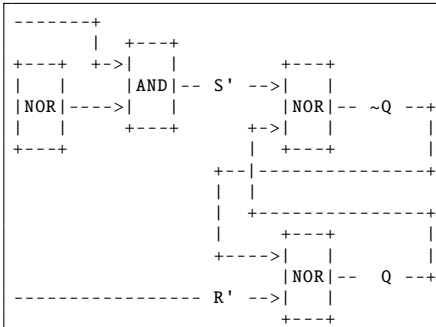 -------+
|  +---+          +---+
+---+  +->|   |          |   |
|   |     |AND|-- S' -->|   |
|NOR|---->|   |         |NOR|-- ~Q --+
|   |     +---+      +->|   |        |
+---+                |  +---+        |
+--|---------------+
|  |
|  +---------------+
|     +---+        |
+---->|   |        |
|NOR|--  Q --+
----------------- R' -->|   |
+---+